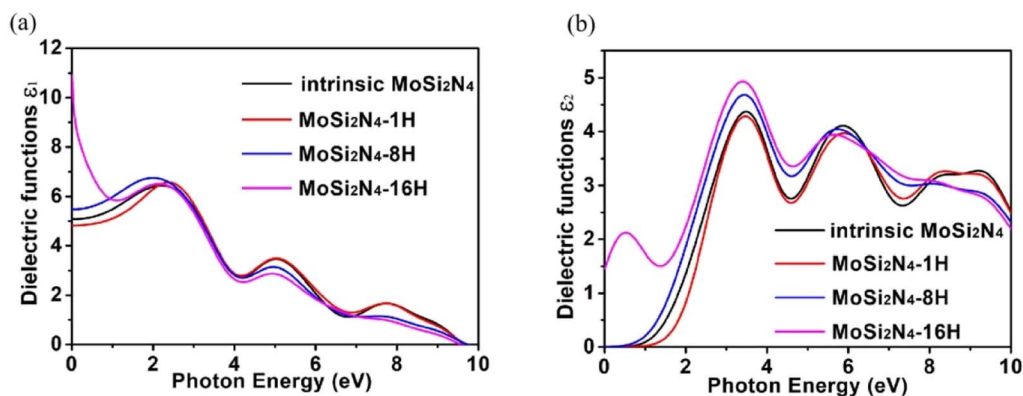 (a)
12
10
8
6
4
2
0
Dielectric functions ε₁
intrinsic MoSi₂N₄
MoSi₂N₄-1H
MoSi₂N₄-8H
MoSi₂N₄-16H
0 2 4 6 8 10
Photon Energy (eV)
(b)
5
4
3
2
1
0
Dielectric functions ε₂
intrinsic MoSi₂N₄
MoSi₂N₄-1H
MoSi₂N₄-8H
MoSi₂N₄-16H
0 2 4 6 8 10
Photon Energy (eV)